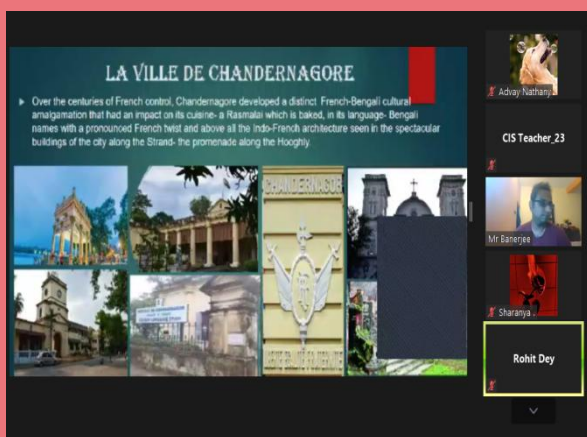 LA VILLE DE CHANDERNAGORE
Over the centuries of French control, Chandernagore developed a distinct French-Bengali cultural
amalgamation that had an impact on its cuisine- a Rasmalai which is baked, in its language- Bengali
names with a pronounced French twist and above all the Indo-French architecture seen in the spectacular
buildings of the city along the Strand- the promenade along the Hooghly.
CHANDERNAGOR
Advay Nathany
CIS Teacher_23
Mr Banerjee
Sharanya
Rohit Dey